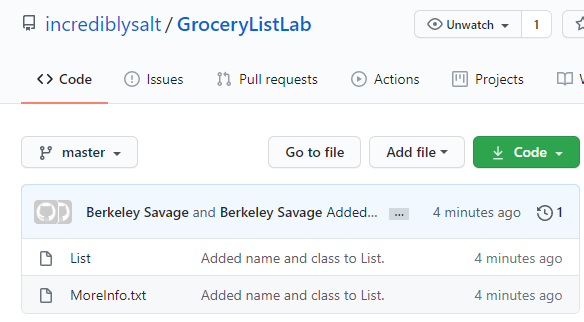 incrediblysalt / GroceryListLab
Unwatch 1
Code Issues Pull requests Actions Projects
master Go to file Add file Code
Berkeley Savage and Berkeley Savage Added... ... 4 minutes ago 1
List Added name and class to List. 4 minutes ago
MoreInfo.txt Added name and class to List. 4 minutes ago